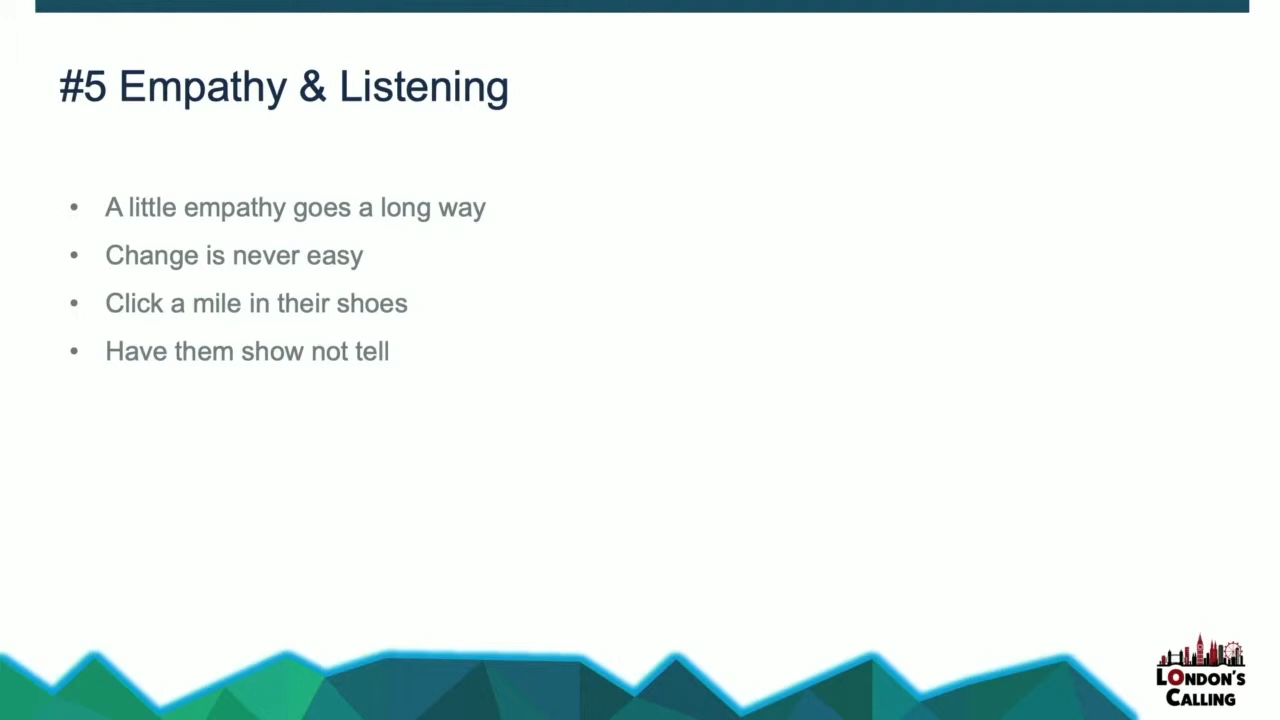 #5 Empathy & Listening
• A little empathy goes a long way
• Change is never easy
• Click a mile in their shoes
• Have them show not tell
LONDON'S
CALLING